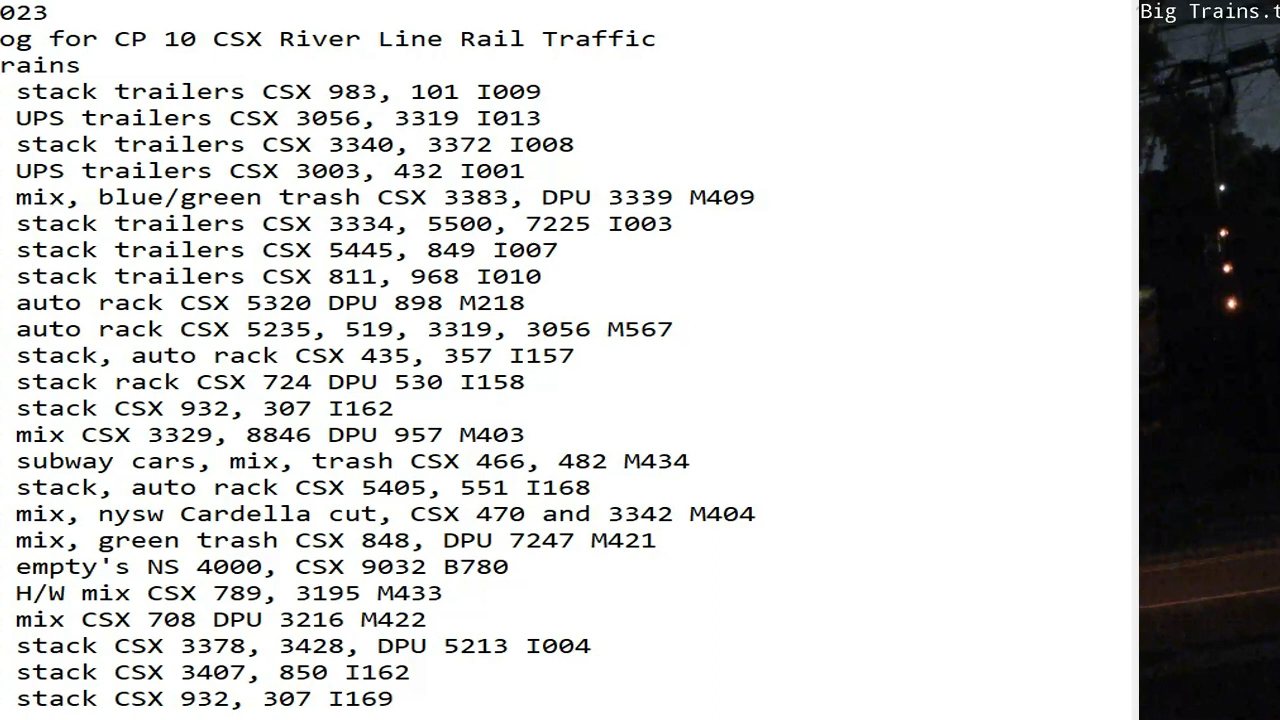 023
og for CP 10 CSX River Line Rail Traffic
rains
stack trailers CSX 983, 101 I009
UPS trailers CSX 3056, 3319 I013
stack trailers CSX 3340, 3372 I008
UPS trailers CSX 3003, 432 I001
mix, blue/green trash CSX 3383, DPU 3339 M409
stack trailers CSX 3334, 5500, 7225 I003
stack trailers CSX 5445, 849 I007
stack trailers CSX 811, 968 I010
auto rack CSX 5320 DPU 898 M218
auto rack CSX 5235, 519, 3319, 3056 M567
stack, auto rack CSX 435, 357 I157
stack rack CSX 724 DPU 530 I158
stack CSX 932, 307 I162
mix CSX 3329, 8846 DPU 957 M403
subway cars, mix, trash CSX 466, 482 M434
stack, auto rack CSX 5405, 551 I168
mix, nysw Cardella cut, CSX 470 and 3342 M404
mix, green trash CSX 848, DPU 7247 M421
empty's NS 4000, CSX 9032 B780
H/W mix CSX 789, 3195 M433
mix CSX 708 DPU 3216 M422
stack CSX 3378, 3428, DPU 5213 I004
stack CSX 3407, 850 I162
stack CSX 932, 307 I169
Big Trains.t